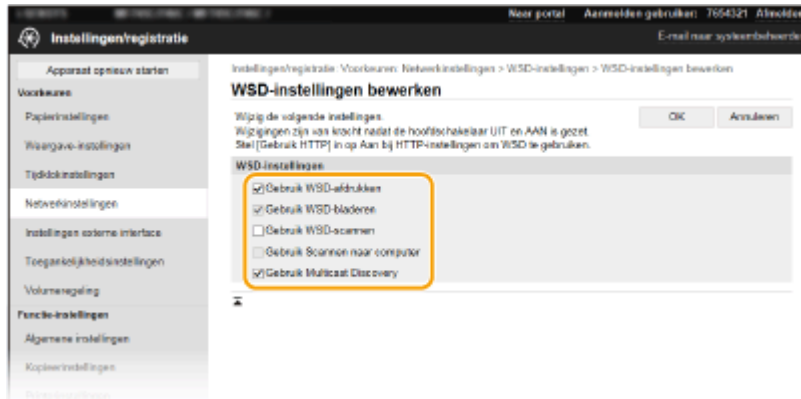 Naar portal Aanmelden gebruiker: 7654321 Afmelden
Instellingen/registratie
E-mail naar systeembeheerder
Apparaat opnieuw starten
Voorkeuren
Papierinstellingen
Weergave-instellingen
Tijdklokinstellingen
Netwerkinstellingen
Instellingen externe interface
Toegankelijkheidsinstellingen
Volumeregeling
Functie-instellingen
Algemene instellingen
Kopieerinstellingen
Instellingen/registratie: Voorkeuren: Netwerkinstellingen > WSD-instellingen > WSD-instellingen bewerken
WSD-instellingen bewerken
Wijzig de volgende instellingen.
Wijzigingen zijn van kracht nadat de hoofdschakelaar UIT en AAN is gezet.
Stel [Gebruik HTTP] in op Aan bij HTTP-instellingen om WSD te gebruiken.
OK
Annuleren
WSD-instellingen
Gebruik WSD-afdrukken
Gebruik WSD-bladeren
Gebruik WSD-scannen
Gebruik Scannen naar computer
Gebruik Multicast Discovery